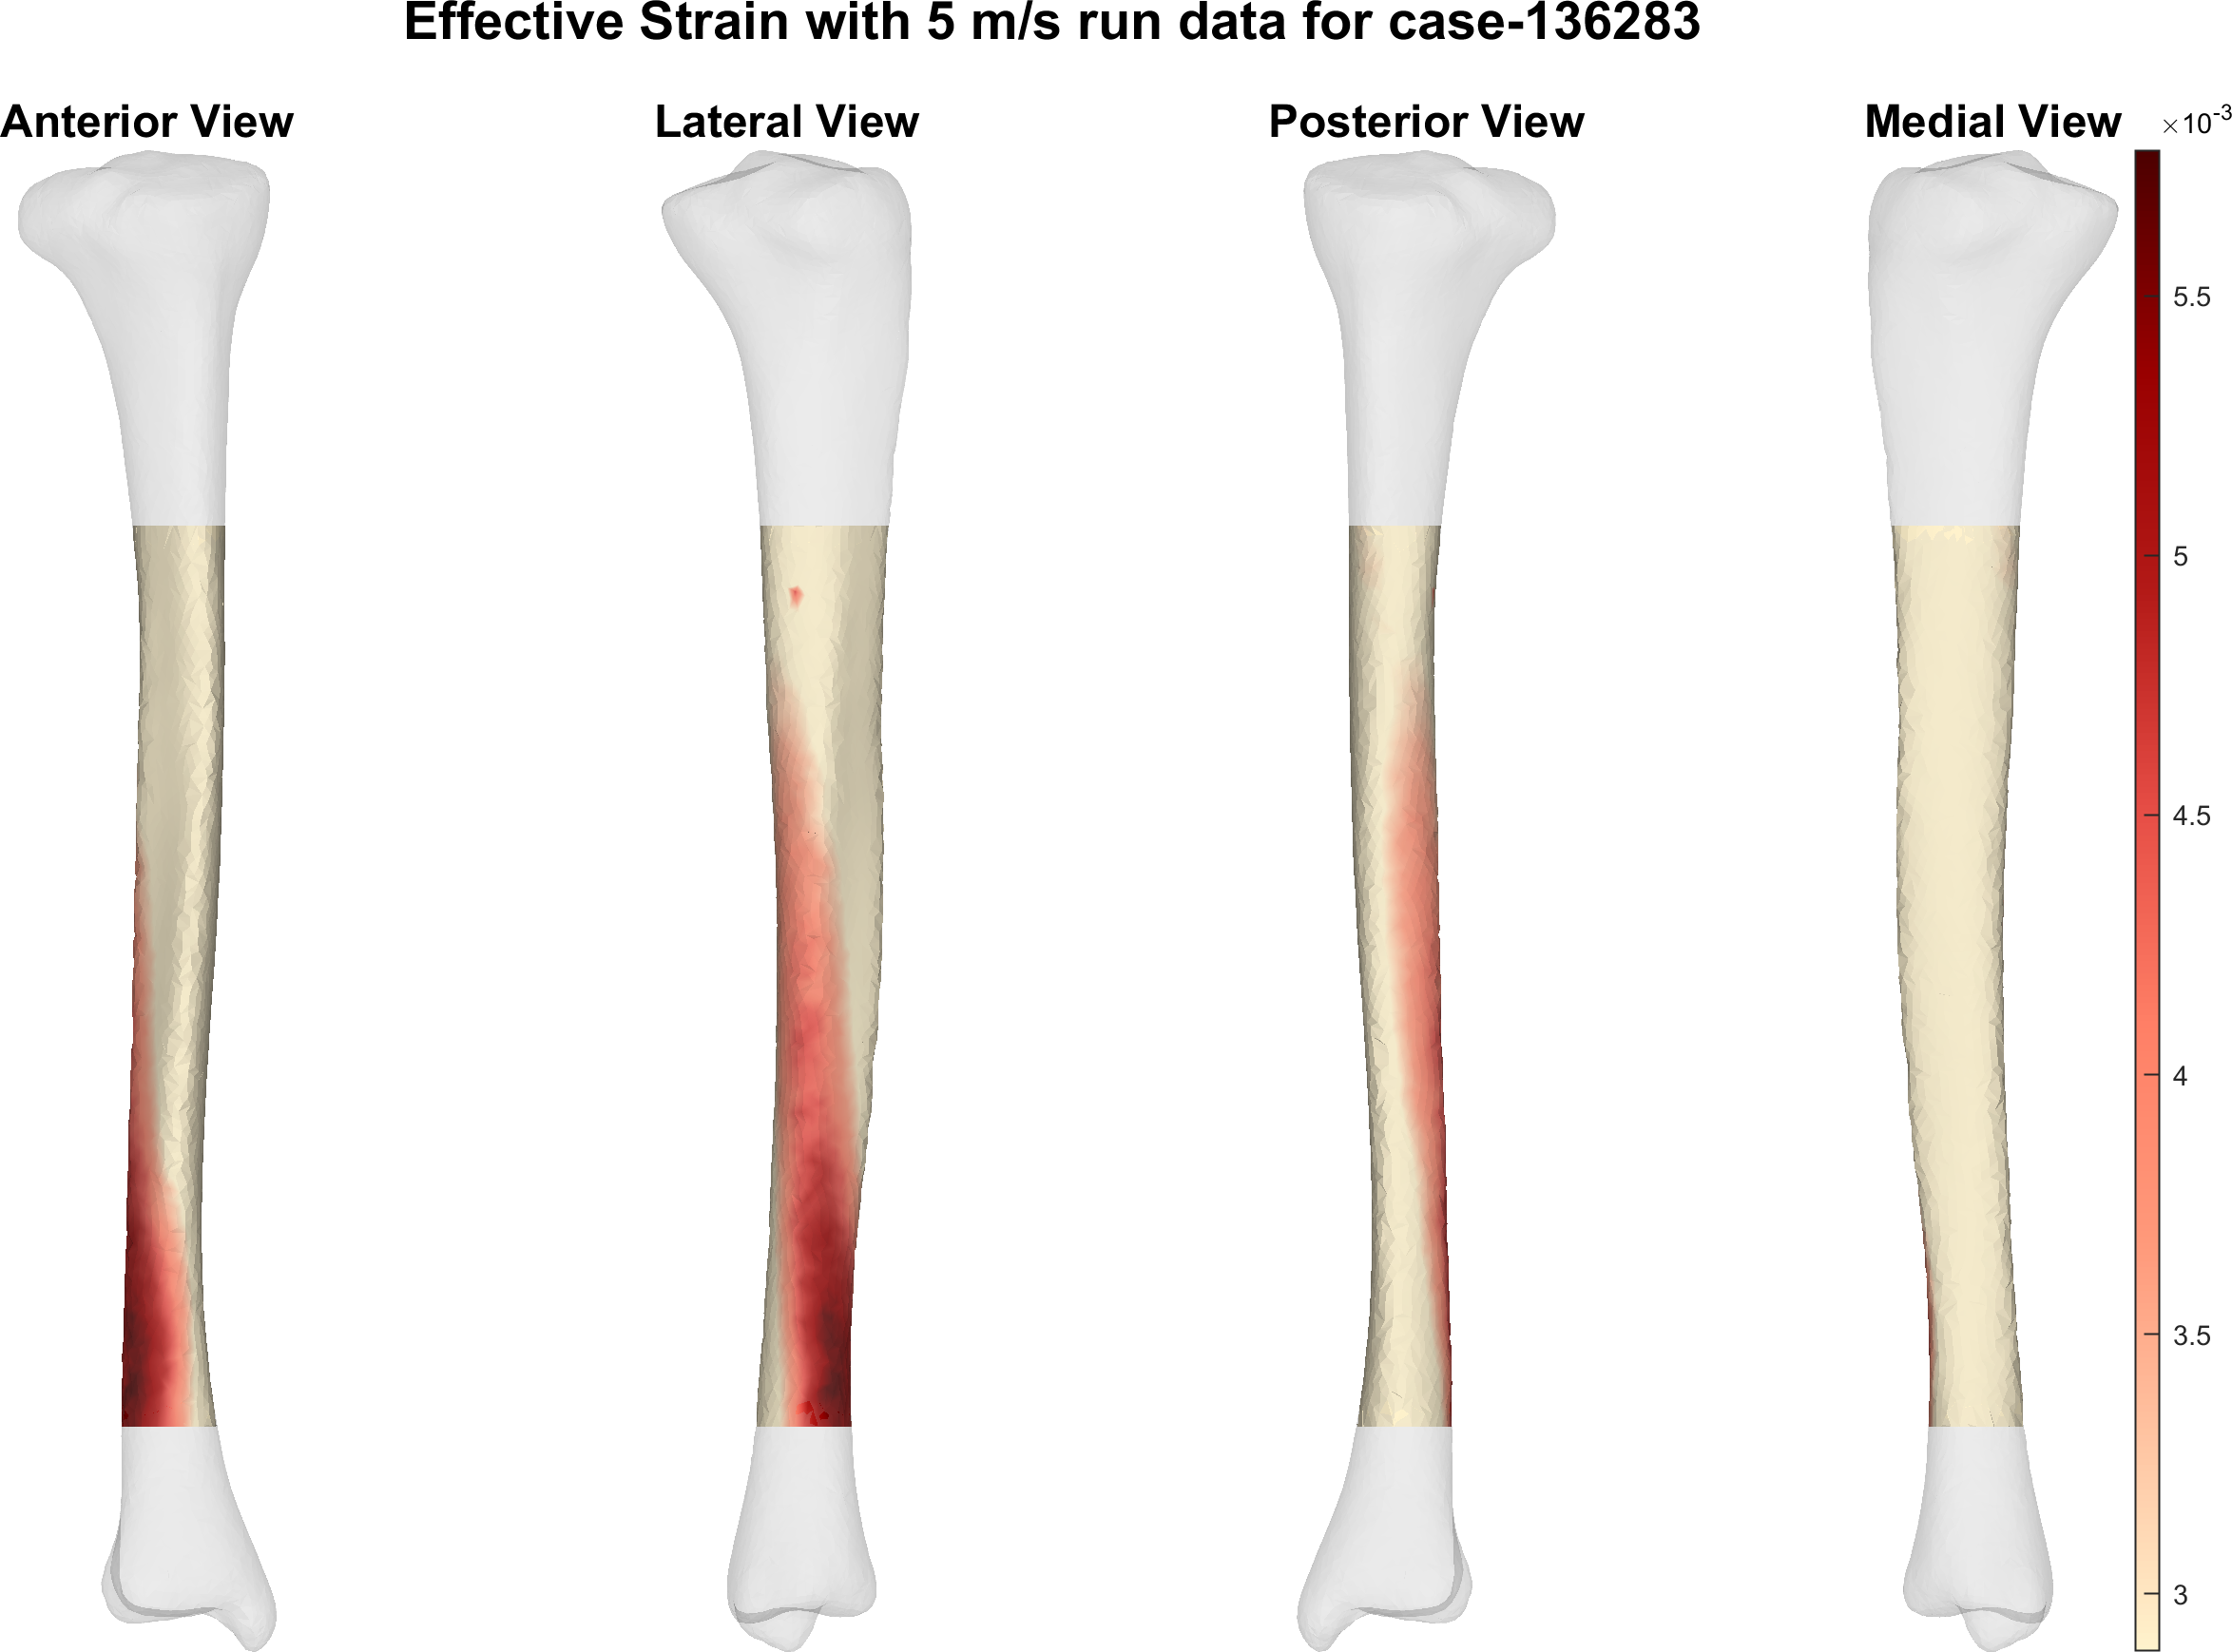 Effective Strain with 5 m/s run data for case-136283
Anterior View
Lateral View
Posterior View
Medial View
×10-3
5.5
5
4.5
4
3.5
3